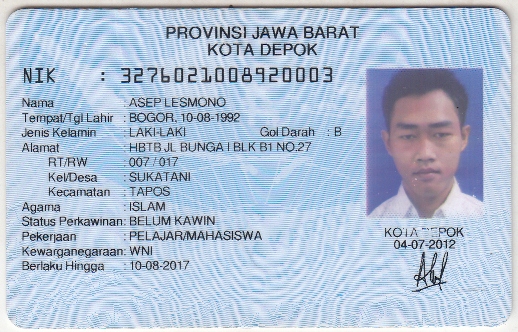 PROVINSI JAWA BARAT
KOTA DEPOK
NIK : 3276021008920003
Nama : ASEP LESMONO
Tempat/Tgl Lahir : BOGOR, 10-08-1992
Jenis Kelamin : LAKI-LAKI Gol Darah : B
Alamat : HBTB JL BUNGA I BLK B1 NO.27
RT/RW : 007 / 017
Kel/Desa : SUKATANI
Kecamatan : TAPOS
Agama : ISLAM
Status Perkawinan: BELUM KAWIN
Pekerjaan : PELAJAR/MAHASISWA
Kewarganegaraan: WNI
Berlaku Hingga : 10-08-2017
KOTA DEPOK
04-07-2012